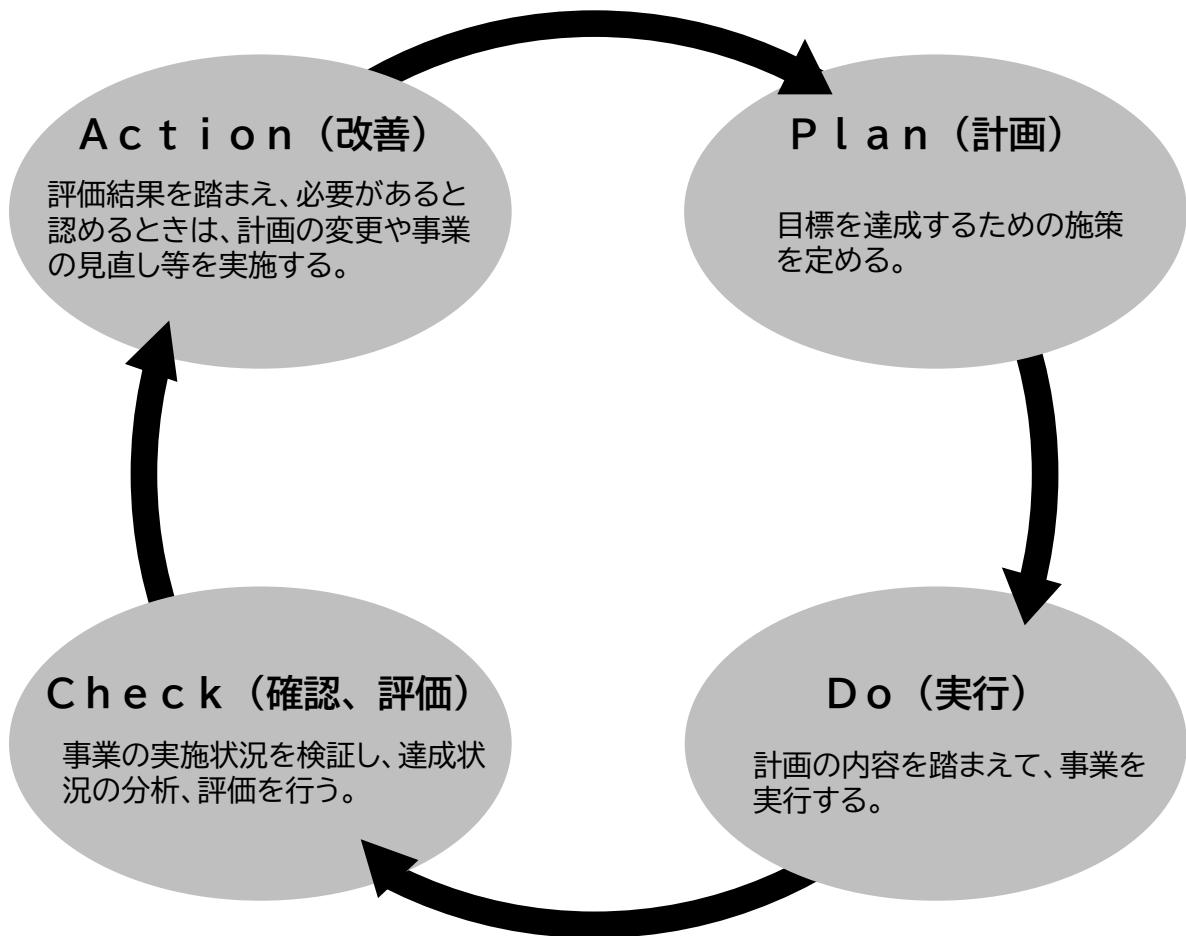 Ａｃｔｉｏｎ（改善）
評価結果を踏まえ、必要があると
認めるときは、計画の変更や事業
の見直し等を実施する。
Ｐｌａｎ（計画）
目標を達成するための施策
を定める。
Ｃｈｅｃｋ（確認、評価）
事業の実施状況を検証し、達成状
況の分析、評価を行う。
Ｄｏ（実行）
計画の内容を踏まえて、事業を
実行する。